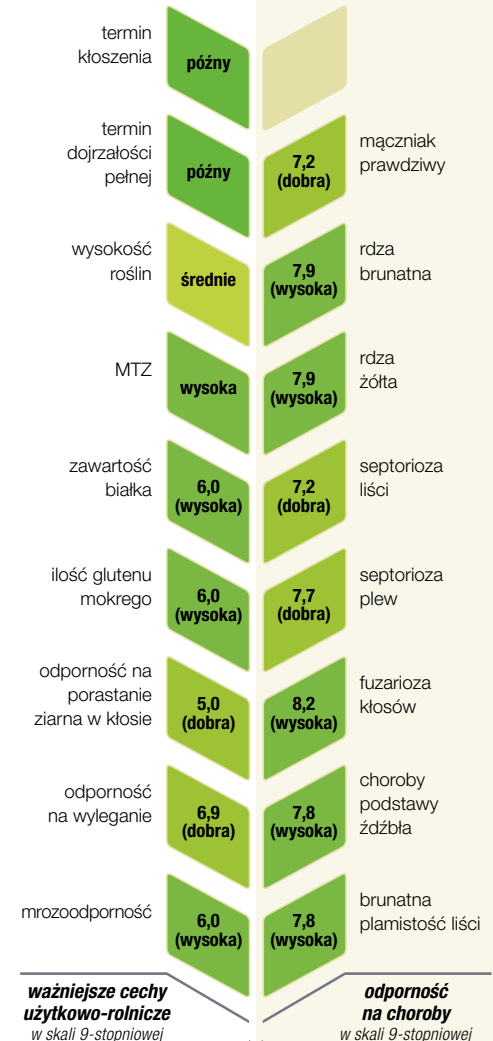 termin
kłoszenia
późny
termin
dojrzałości
pełnej
późny
7,2
(dobra)
mączniak
prawdziwy
wysokość
roślin
średnie
7,9
(wysoka)
rdza
brunatna
MTZ
wysoka
7,9
(wysoka)
rdza
żółta
zawartość
białka
6,0
(wysoka)
7,2
(dobra)
septorioza
liści
ilość glutenu
mokrego
6,0
(wysoka)
7,7
(dobra)
septorioza
plew
odporność na
porastanie
ziarna w kłosie
5,0
(dobra)
8,2
(wysoka)
fuzarioza
kłosów
odporność
na wyleganie
6,9
(dobra)
7,8
(wysoka)
choroby
podstawy
źdźbła
mrozoodporność
6,0
(wysoka)
7,8
(wysoka)
brunatna
plamistość liści
ważniejsze cechy
użytkowo-rolnicze
w skali 9-stopniowej
odporność
na choroby
w skali 9-stopniowej